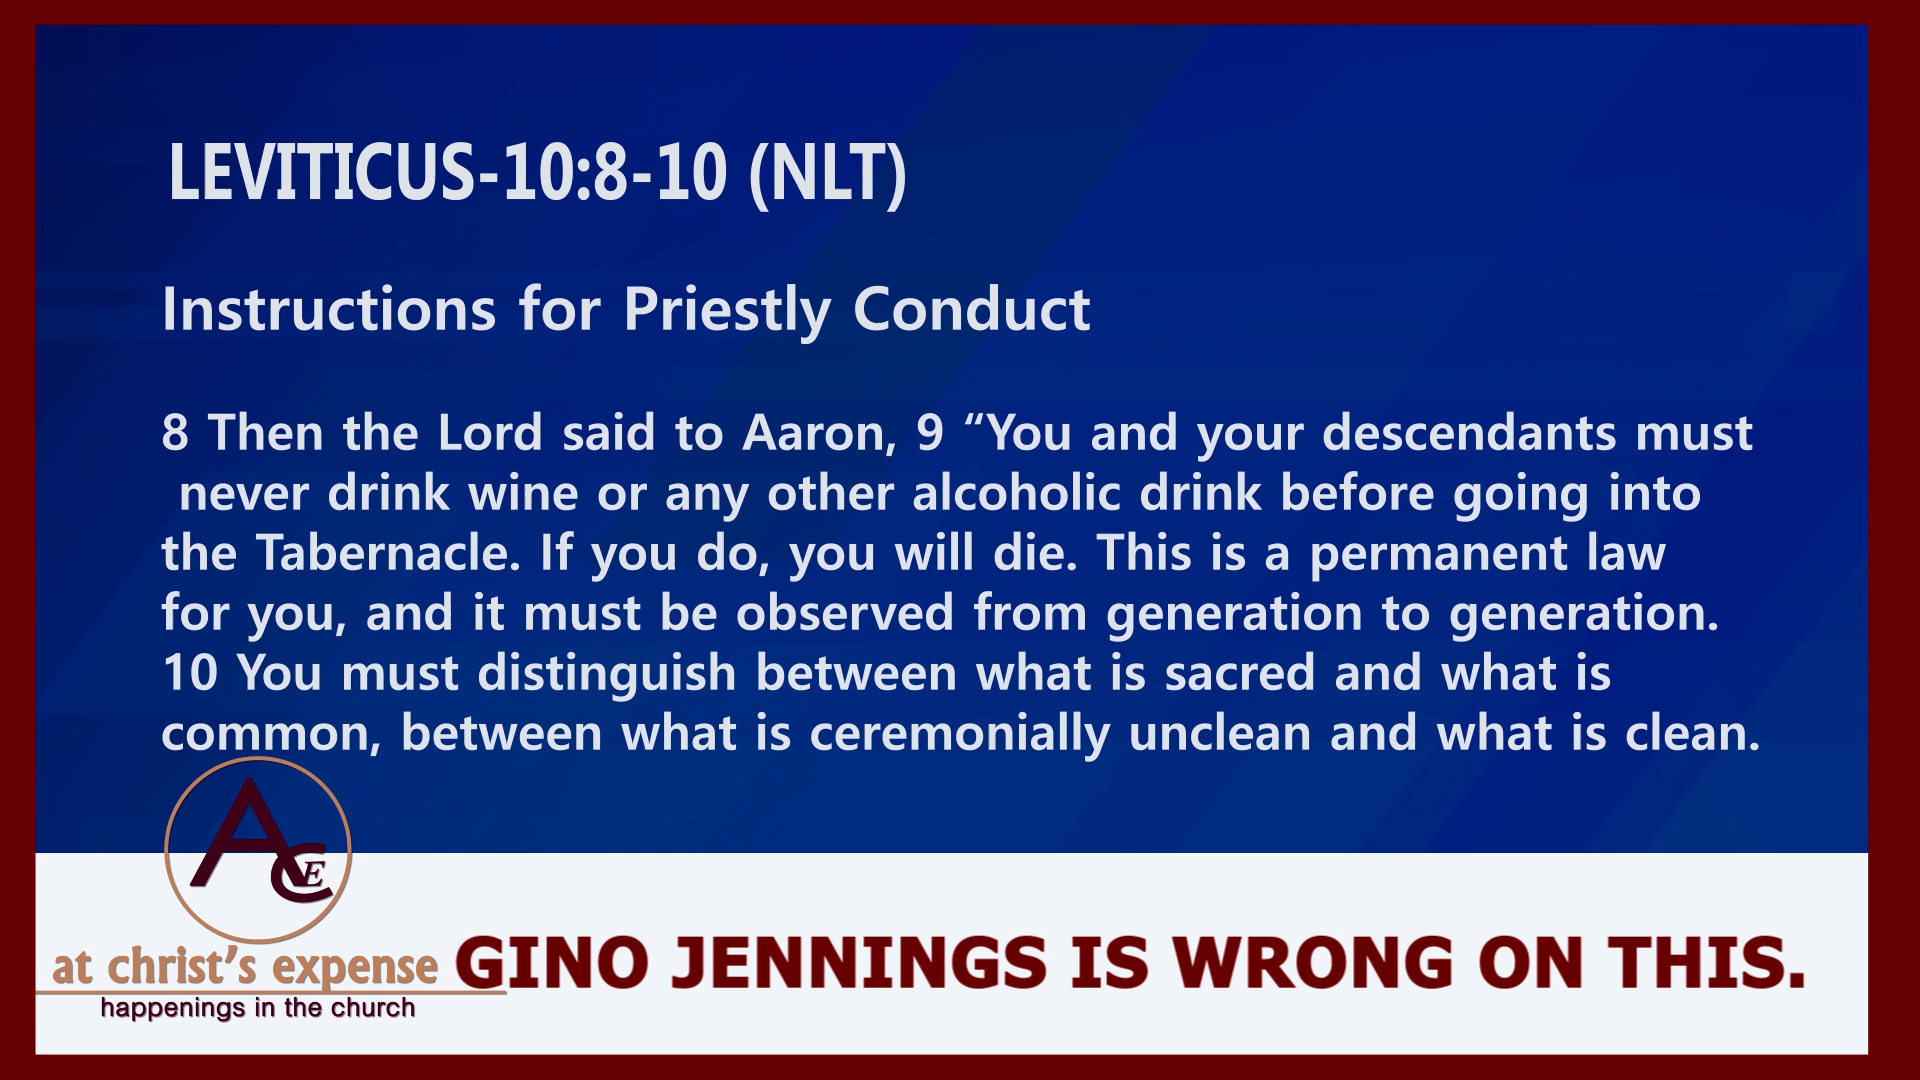 LEVITICUS-10:8-10 (NLT)
Instructions for Priestly Conduct
8 Then the Lord said to Aaron, 9 “You and your descendants must
never drink wine or any other alcoholic drink before going into
the Tabernacle. If you do, you will die. This is a permanent law
for you, and it must be observed from generation to generation.
10 You must distinguish between what is sacred and what is
common, between what is ceremonially unclean and what is clean.
ACE
at christ’s expense
happenings in the church
GINO JENNINGS IS WRONG ON THIS.